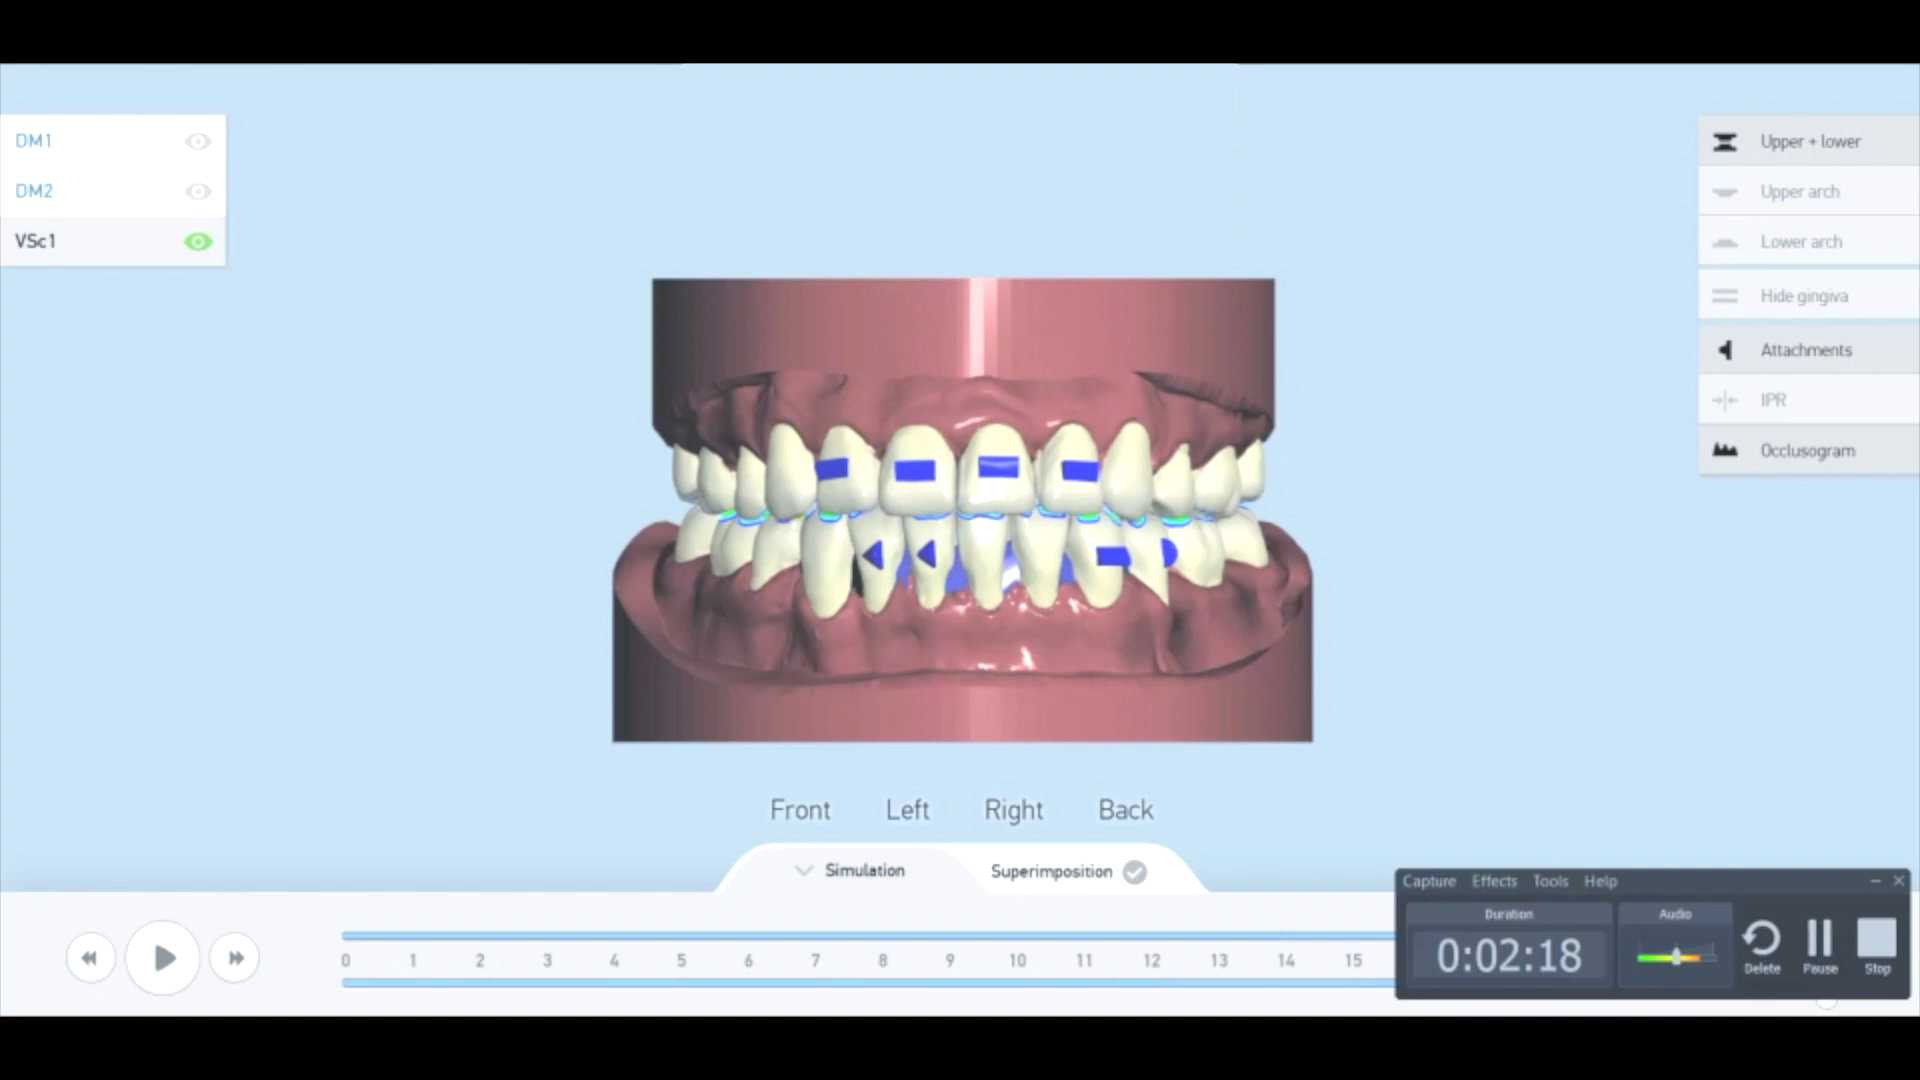 DM1
DM2
VSc1
Upper + lower
Upper arch
Lower arch
Hide gingiva
Attachments
IPR
Occlusogram
Front Left Right Back
Simulation Superimposition
0 1 2 3 4 5 6 7 8 9 10 11 12 13 14 15
Capture Effects Tools Help
Duration Audio
0:02:18
Delete Pause Stop